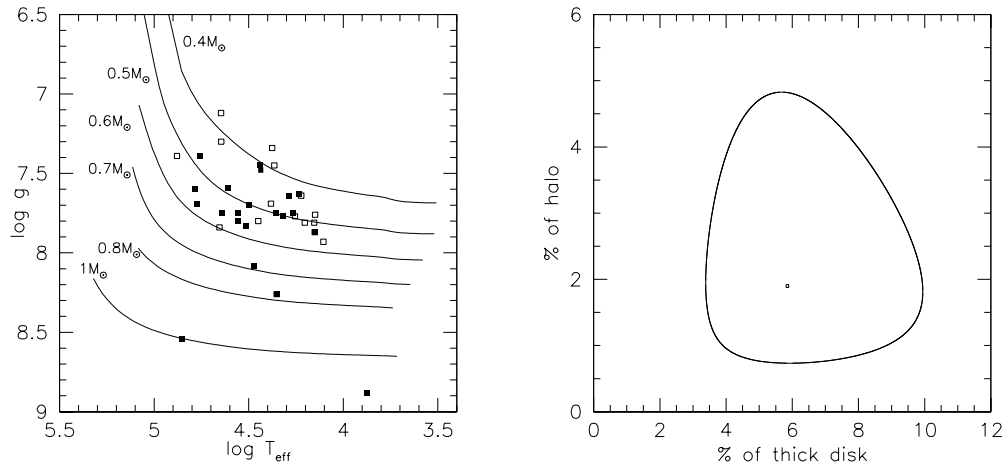 6.5
7
7.5
8
8.5
9
log g
5.5 5 4.5 4 3.5
log T_eff
0.4M⊙
0.5M⊙
0.6M⊙
0.7M⊙
0.8M⊙
1M⊙
6
4
2
0
% of halo
0 2 4 6 8 10 12
% of thick disk